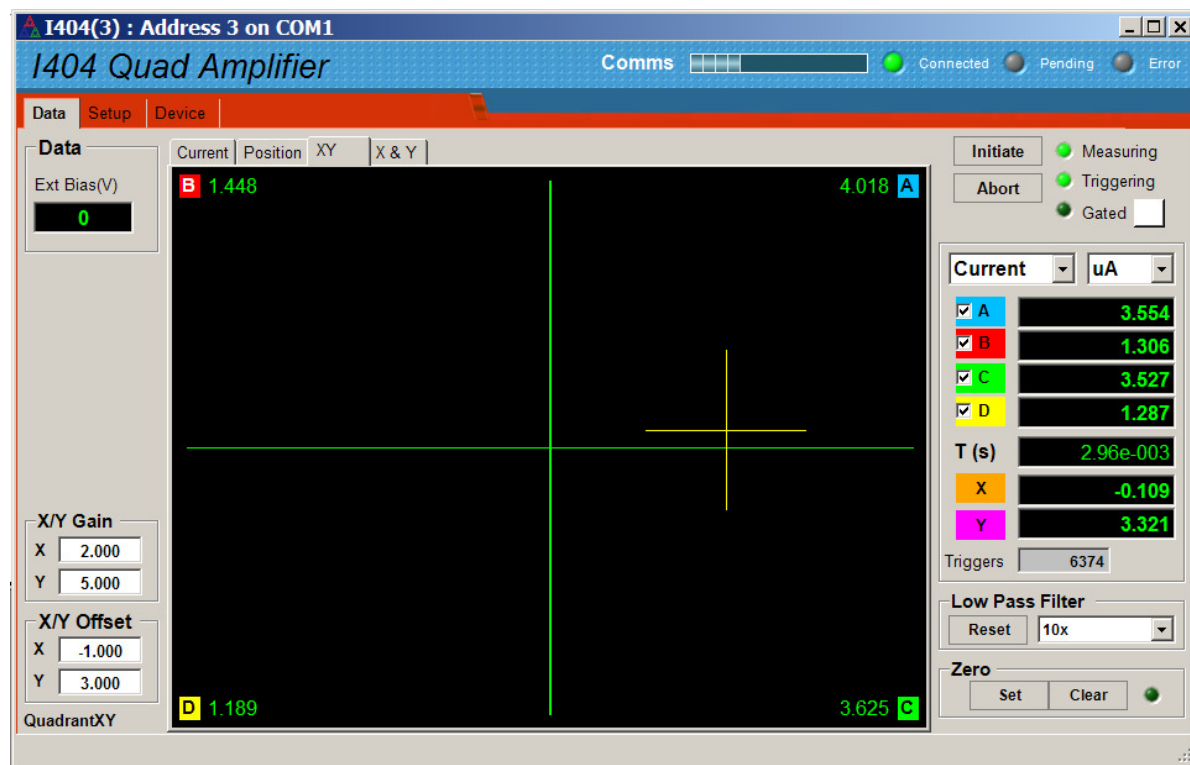 I404(3) : Address 3 on COM1
I404 Quad Amplifier
Comms
Connected
Pending
Error
Data
Setup
Device
Data
Ext Bias(V)
0
X/Y Gain
X 2.000
Y 5.000
X/Y Offset
X -1.000
Y 3.000
QuadrantXY
Current
Position
XY
X & Y
B 1.448
4.018 A
D 1.189
3.625 C
Initiate
Measuring
Abort
Triggering
Gated
Current
uA
A 3.554
B 1.306
C 3.527
D 1.287
T (s) 2.96e-003
X -0.109
Y 3.321
Triggers 6374
Low Pass Filter
Reset
10x
Zero
Set
Clear